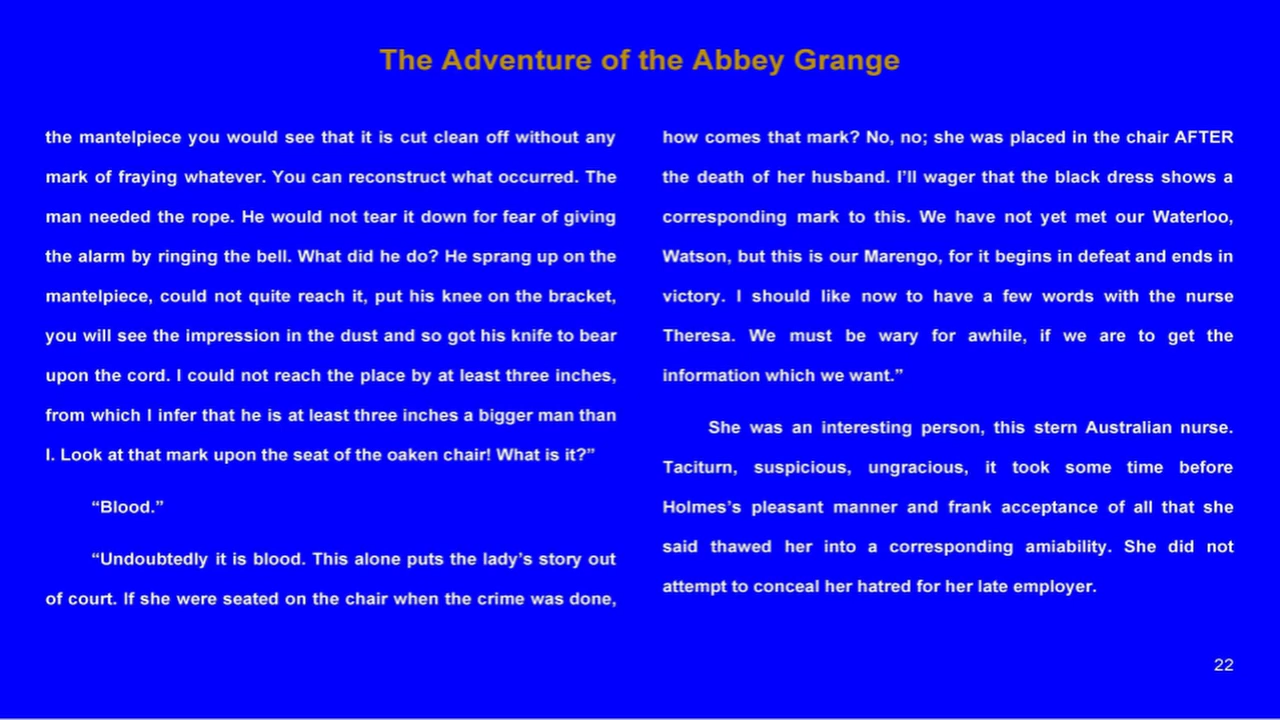 The Adventure of the Abbey Grange
the mantelpiece you would see that it is cut clean off without any
mark of fraying whatever. You can reconstruct what occurred. The
man needed the rope. He would not tear it down for fear of giving
the alarm by ringing the bell. What did he do? He sprang up on the
mantelpiece, could not quite reach it, put his knee on the bracket,
you will see the impression in the dust and so got his knife to bear
upon the cord. I could not reach the place by at least three inches,
from which I infer that he is at least three inches a bigger man than
I. Look at that mark upon the seat of the oaken chair! What is it?”
“Blood.”
“Undoubtedly it is blood. This alone puts the lady’s story out
of court. If she were seated on the chair when the crime was done,
how comes that mark? No, no; she was placed in the chair AFTER
the death of her husband. I’ll wager that the black dress shows a
corresponding mark to this. We have not yet met our Waterloo,
Watson, but this is our Marengo, for it begins in defeat and ends in
victory. I should like now to have a few words with the nurse
Theresa. We must be wary for awhile, if we are to get the
information which we want.”
She was an interesting person, this stern Australian nurse.
Taciturn, suspicious, ungracious, it took some time before
Holmes’s pleasant manner and frank acceptance of all that she
said thawed her into a corresponding amiability. She did not
attempt to conceal her hatred for her late employer.
22